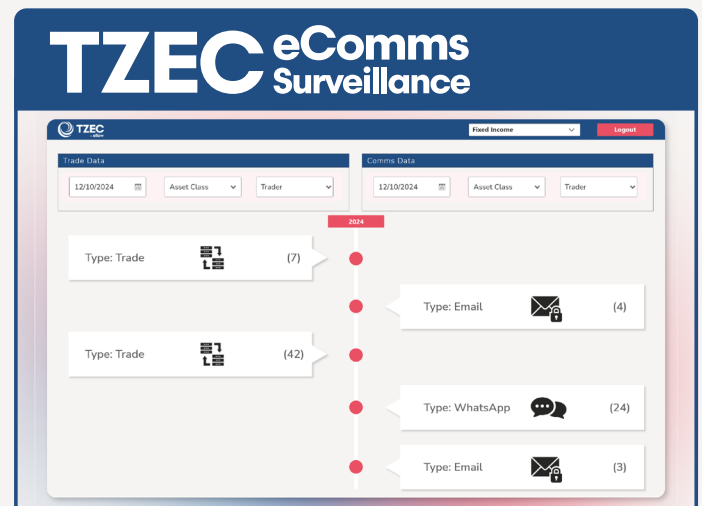 TZEC eComms
Surveillance
TZEC
Fixed Income
Logout
Trade Data
Comms Data
12/10/2024
Asset Class
Trader
12/10/2024
Asset Class
Trader
2024
Type: Trade (7)
Type: Email (4)
Type: Trade (42)
Type: WhatsApp (24)
Type: Email (3)